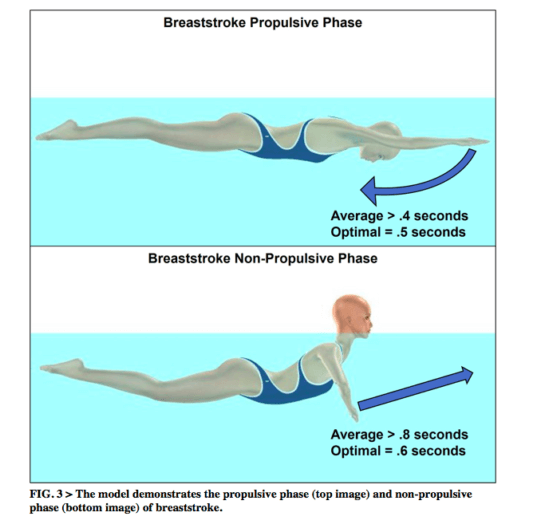 Breaststroke Propulsive Phase
Average > .4 seconds
Optimal = .5 seconds
Breaststroke Non-Propulsive Phase
Average > .8 seconds
Optimal = .6 seconds
FIG. 3 > The model demonstrates the propulsive phase (top image) and non-propulsive
phase (bottom image) of breaststroke.